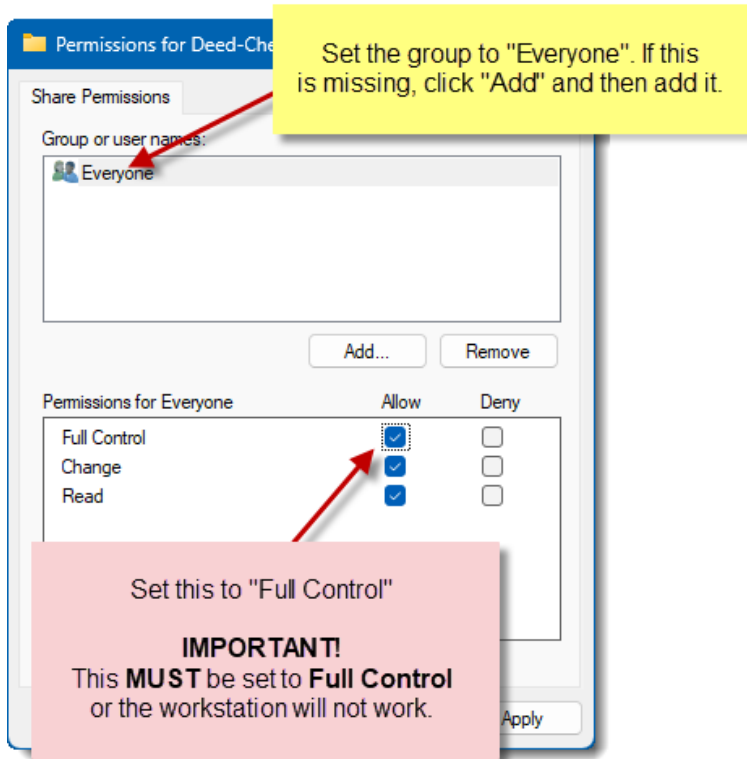 Permissions for Deed-Che
Set the group to "Everyone". If this
is missing, click "Add" and then add it.
Share Permissions
Group or user names:
Everyone
Add... Remove
Permissions for Everyone Allow Deny
Full Control
Change
Read
Set this to "Full Control"
IMPORTANT!
This MUST be set to Full Control
or the workstation will not work.
Apply